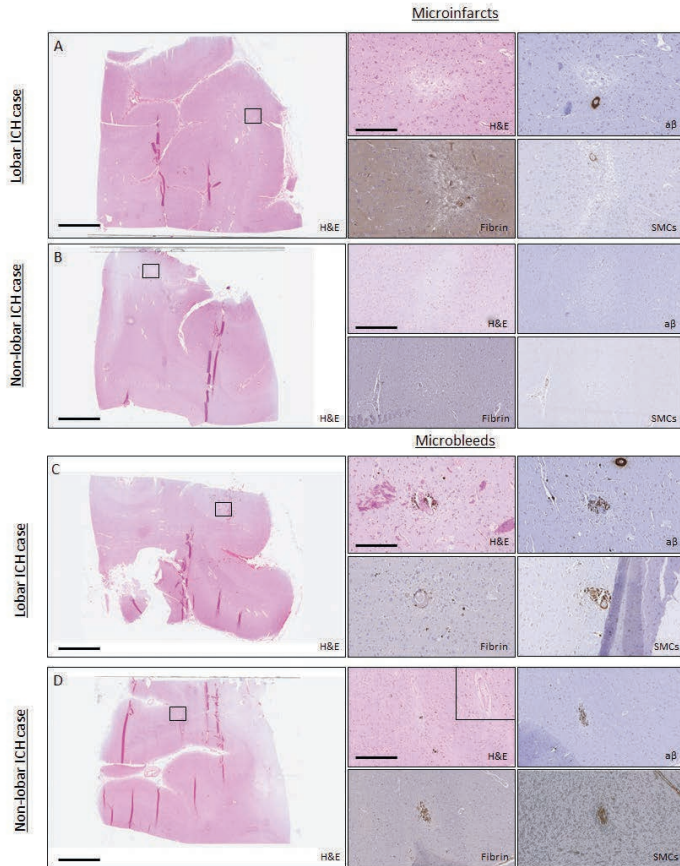 Microinfarcts
Lobar ICH case
A
H&E
H&E
aβ
Fibrin
SMCs
Non-lobar ICH case
B
H&E
H&E
aβ
Fibrin
SMCs
Microbleeds
Lobar ICH case
C
H&E
H&E
aβ
Fibrin
SMCs
Non-lobar ICH case
D
H&E
H&E
aβ
Fibrin
SMCs